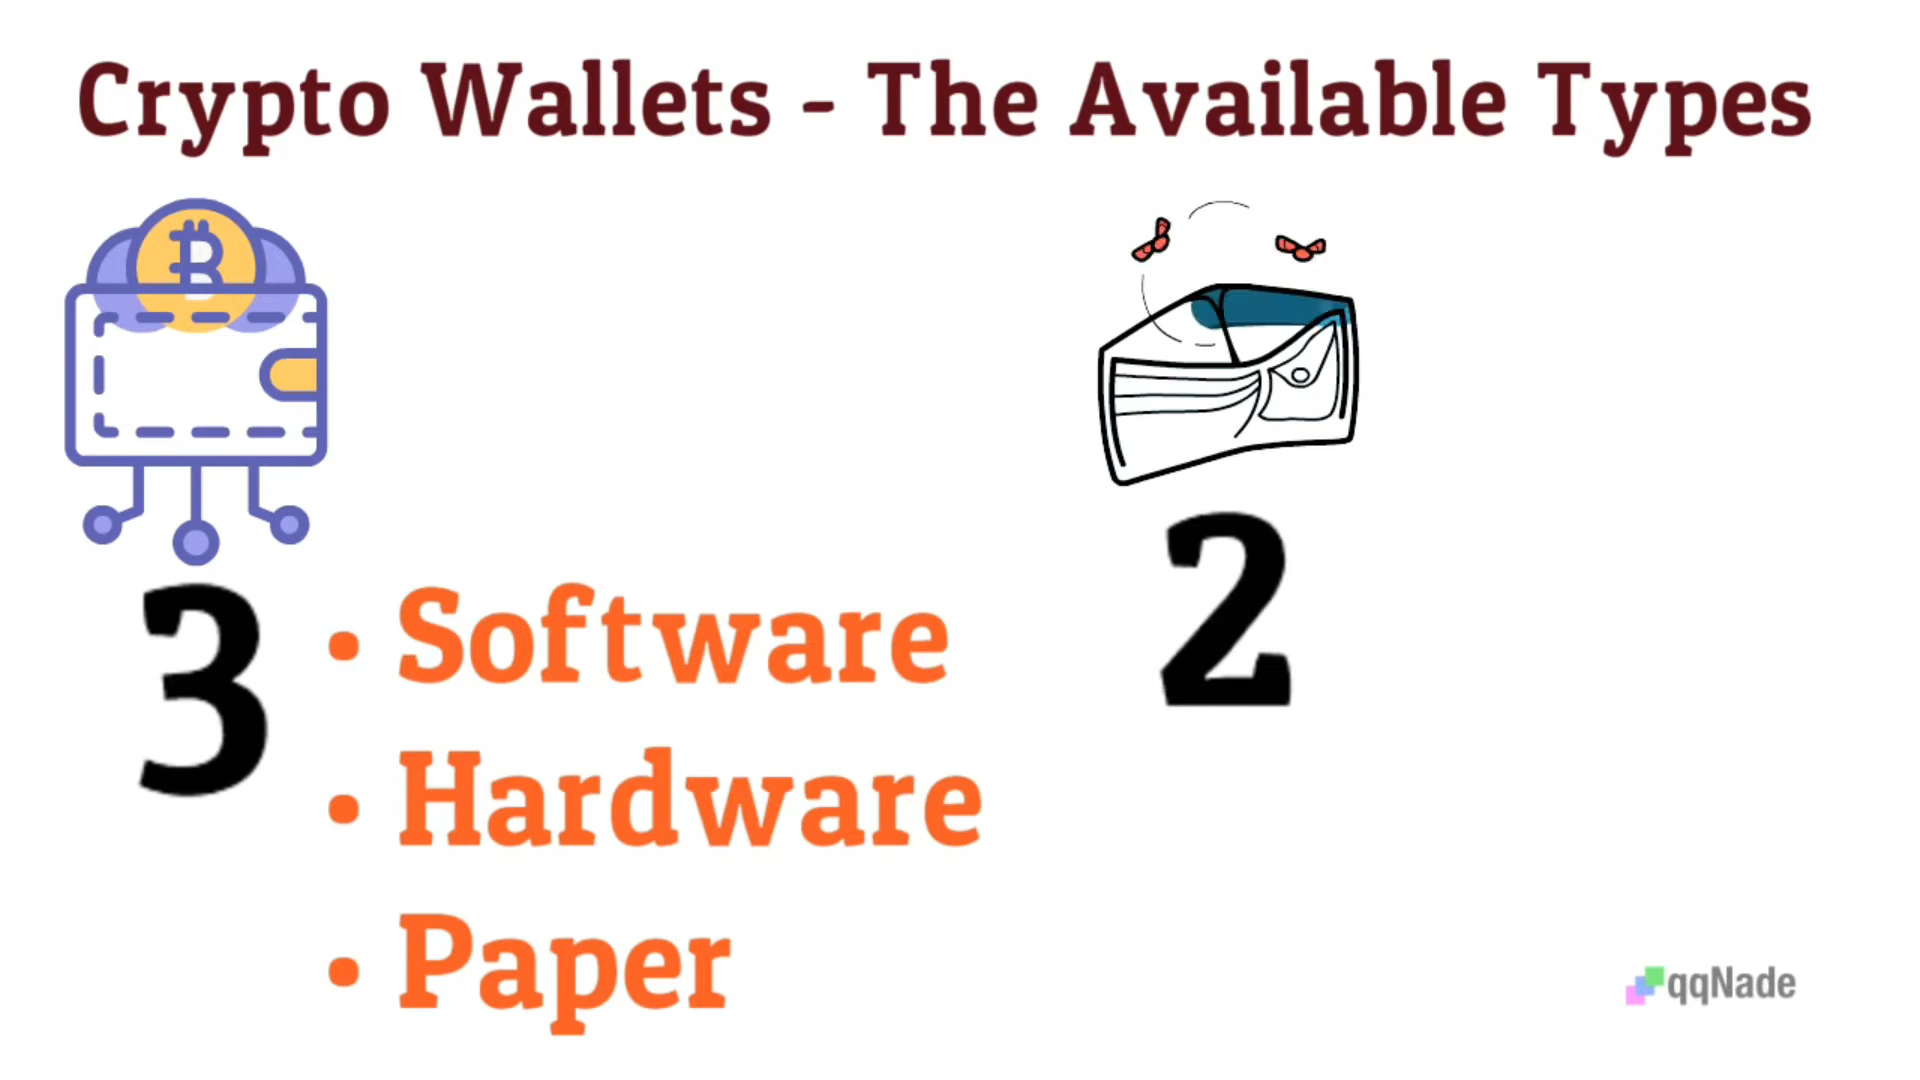 Crypto Wallets - The Available Types
3
• Software
• Hardware
• Paper
2
qqNade